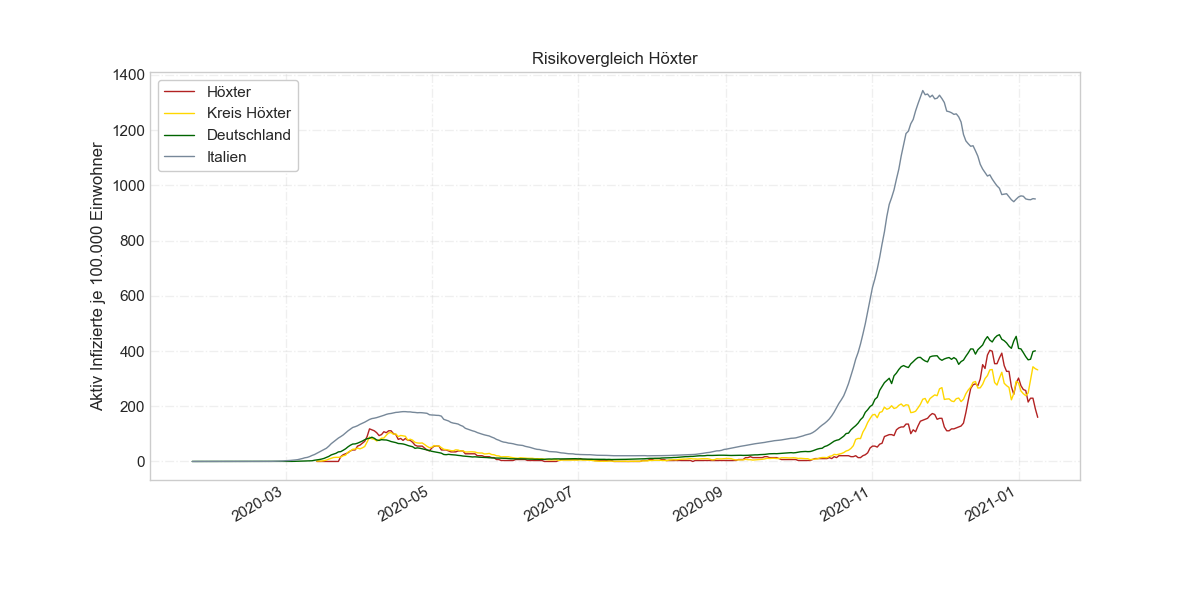 Risikovergleich Höxter
Aktiv Infizierte je 100.000 Einwohner
1400
1200
1000
800
600
400
200
0
Höxter
Kreis Höxter
Deutschland
Italien
2020-03
2020-05
2020-07
2020-09
2020-11
2021-01